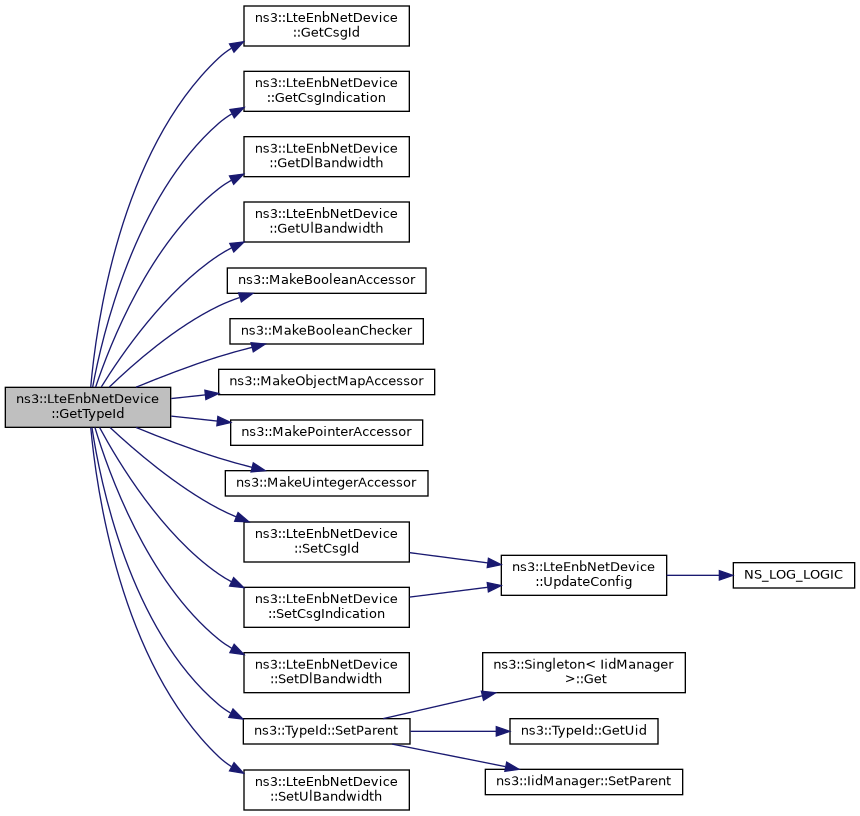 ns3::LteEnbNetDevice
::GetCsgId
ns3::LteEnbNetDevice
::GetCsgIndication
ns3::LteEnbNetDevice
::GetDlBandwidth
ns3::LteEnbNetDevice
::GetUlBandwidth
ns3::MakeBooleanAccessor
ns3::MakeBooleanChecker
ns3::MakeObjectMapAccessor
ns3::LteEnbNetDevice
::GetTypeId
ns3::MakePointerAccessor
ns3::MakeUintegerAccessor
ns3::LteEnbNetDevice
::SetCsgId
ns3::LteEnbNetDevice
::UpdateConfig
NS_LOG_LOGIC
ns3::LteEnbNetDevice
::SetCsgIndication
ns3::LteEnbNetDevice
::SetDlBandwidth
ns3::Singleton< IidManager
>::Get
ns3::TypeId::SetParent
ns3::TypeId::GetUid
ns3::IidManager::SetParent
ns3::LteEnbNetDevice
::SetUlBandwidth